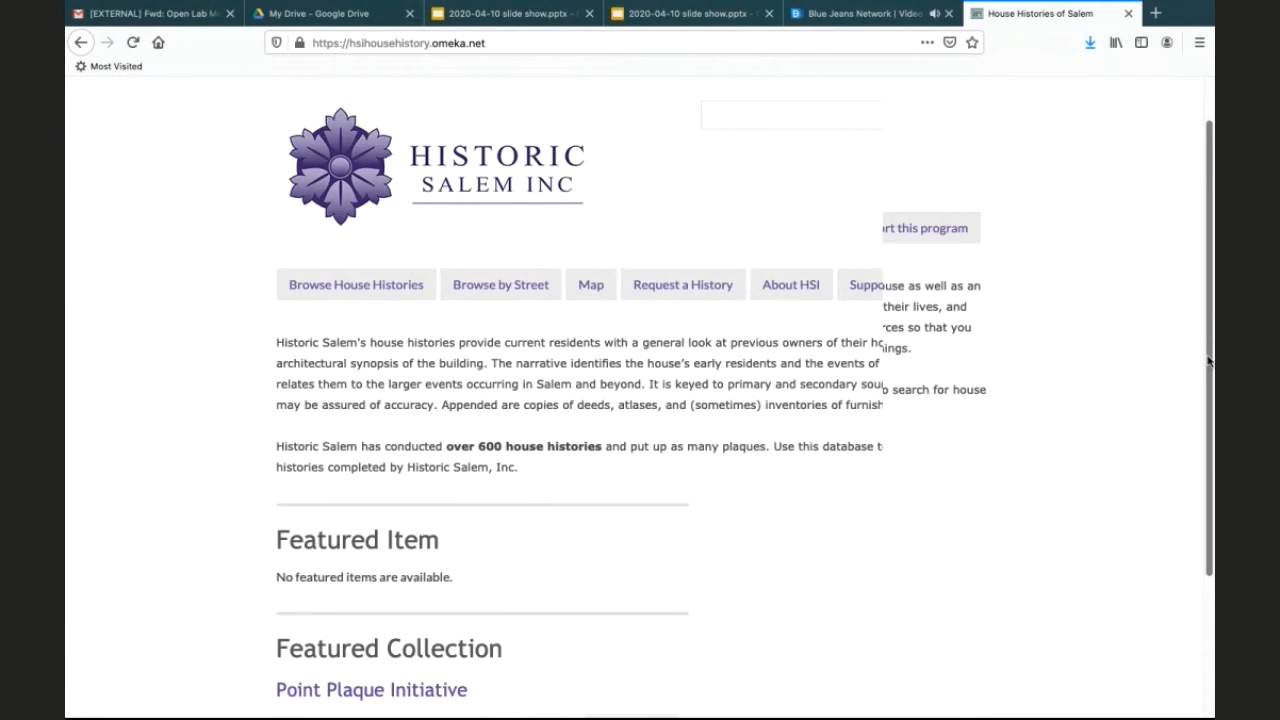 [EXTERNAL] Fwd: Open Lab M
My Drive - Google Drive
2020-04-10 slide show.pptx -
2020-04-10 slide show.pptx -
Blue Jeans Network | Video
House Histories of Salem
https://hsihousehistory.omeka.net
Most Visited
HISTORIC
SALEM INC
rt this program
Browse House Histories
Browse by Street
Map
Request a History
About HSI
Suppo
use as well as an
their lives, and
rces so that you
ings.
Historic Salem's house histories provide current residents with a general look at previous owners of their ho
architectural synopsis of the building. The narrative identifies the house's early residents and the events of
relates them to the larger events occurring in Salem and beyond. It is keyed to primary and secondary sou
may be assured of accuracy. Appended are copies of deeds, atlases, and (sometimes) inventories of furnish
o search for house
Historic Salem has conducted over 600 house histories and put up as many plaques. Use this database t
histories completed by Historic Salem, Inc.
Featured Item
No featured items are available.
Featured Collection
Point Plaque Initiative